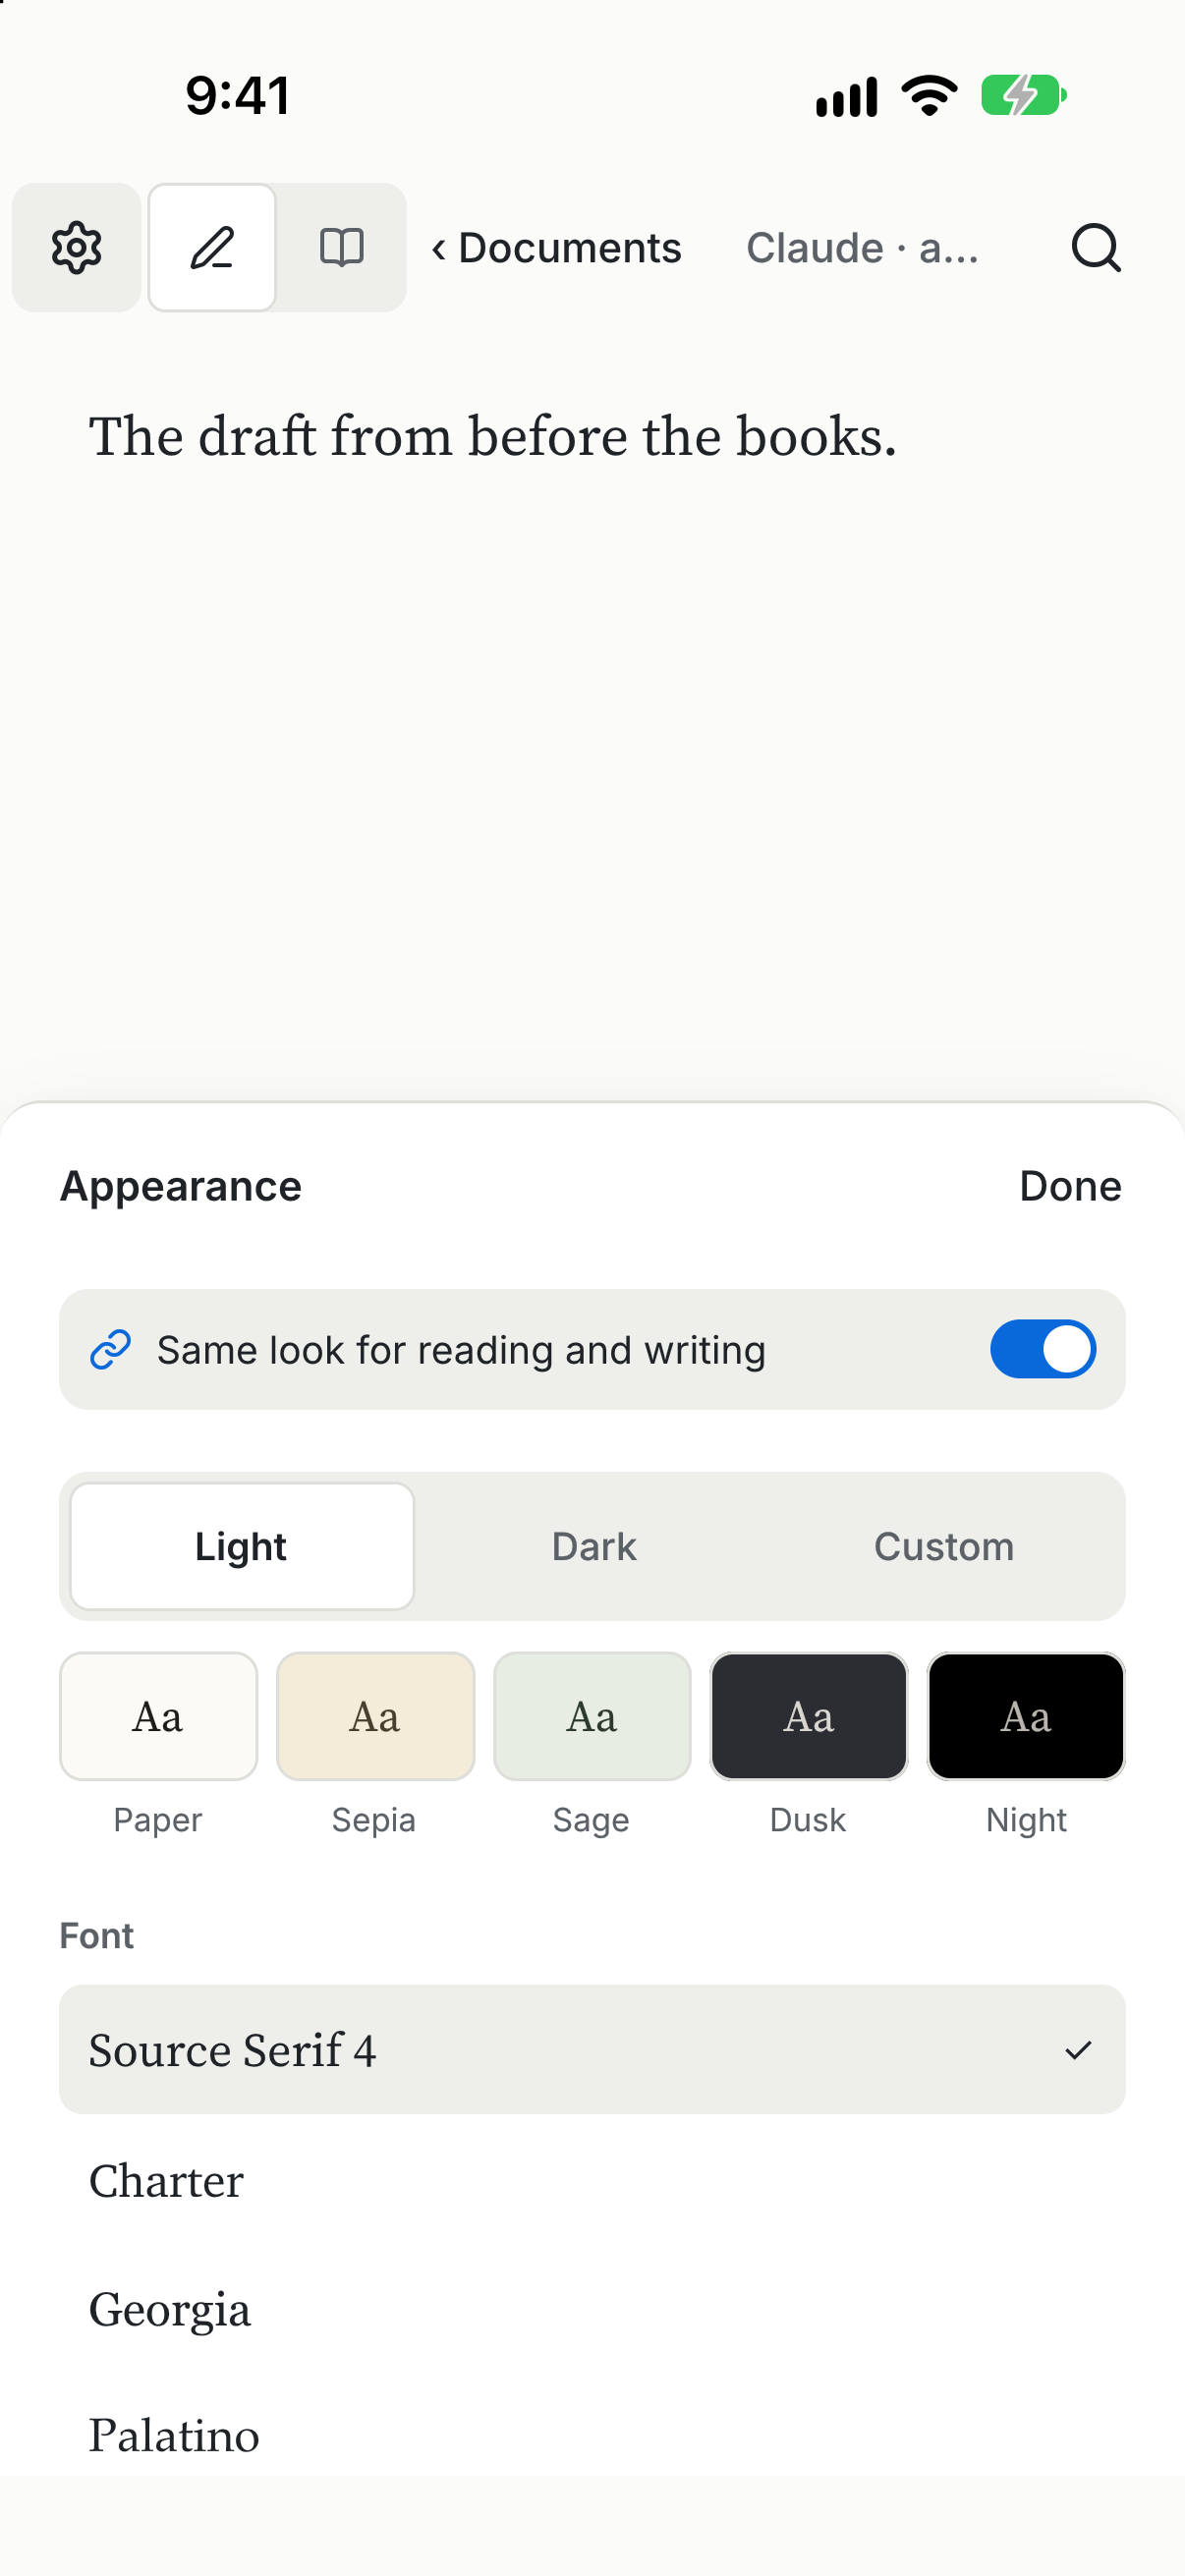 9:41
‹ Documents
Claude · a...
The draft from before the books.
Appearance
Done
Same look for reading and writing
Light
Dark
Custom
Aa
Aa
Aa
Aa
Aa
Paper
Sepia
Sage
Dusk
Night
Font
Source Serif 4
Charter
Georgia
Palatino